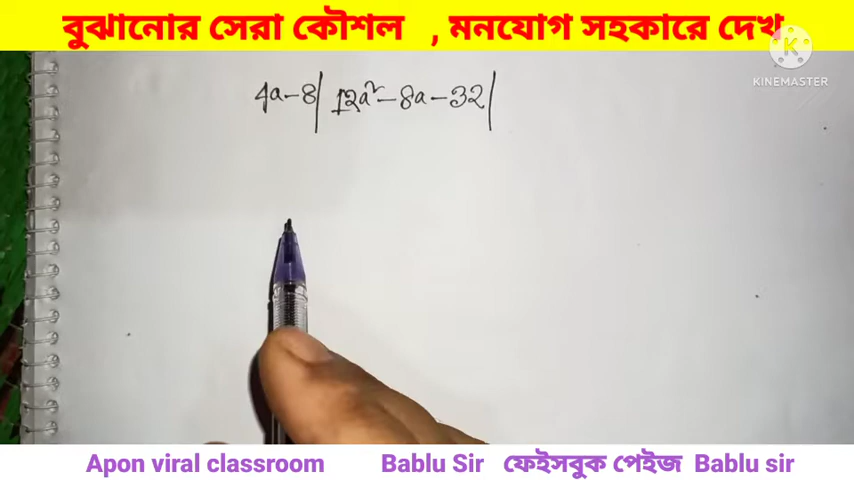 বুঝানোর সেরা কৌশল , মনযোগ সহকারে দেখ
KINEMASTER
4a-8| 12a²-8a-32|
Apon viral classroom Bablu Sir ফেইসবুক পেইজ Bablu sir